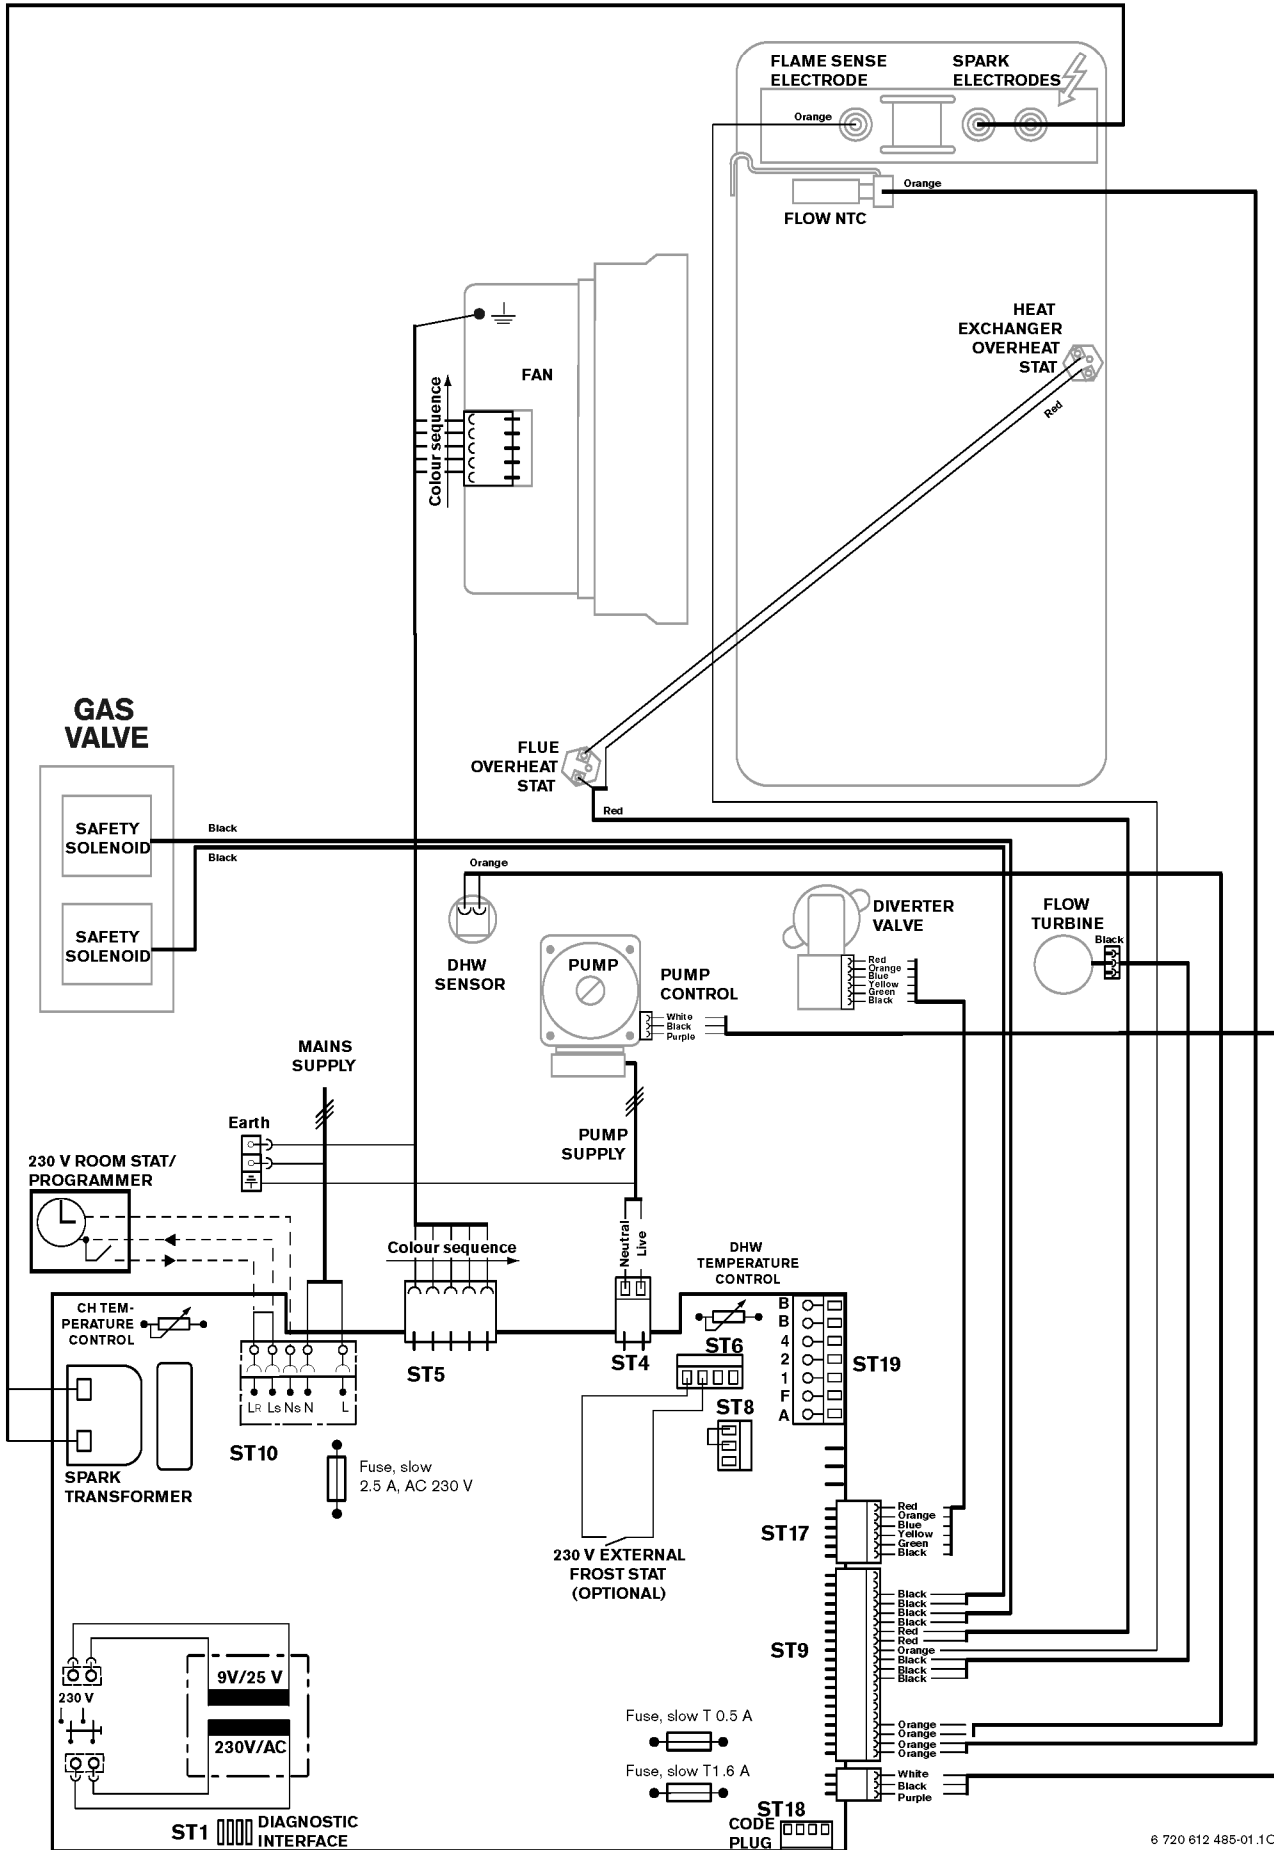 FLAME SENSE
ELECTRODE
SPARK
ELECTRODES
Orange
Orange
FLOW NTC
HEAT
EXCHANGER
OVERHEAT
STAT
Red
FAN
Colour sequence
GAS
VALVE
FLUE
OVERHEAT
STAT
Red
SAFETY
SOLENOID
Black
Black
SAFETY
SOLENOID
Orange
DHW
SENSOR
PUMP
PUMP
CONTROL
White
Black
Purple
DIVERTER
VALVE
Red
Orange
Blue
Yellow
Green
Black
FLOW
TURBINE
Black
MAINS
SUPPLY
Earth
PUMP
SUPPLY
230 V ROOM STAT/
PROGRAMMER
Neutral
Live
Colour sequence
DHW
TEMPERATURE
CONTROL
CH TEM-
PERATURE
CONTROL
B
B
4
2
1
F
A
ST19
ST6
ST4
ST5
ST8
LR Ls Ns N L
ST10
SPARK
TRANSFORMER
Fuse, slow
2.5 A, AC 230 V
ST17
Red
Orange
Blue
Yellow
Green
Black
230 V EXTERNAL
FROST STAT
(OPTIONAL)
ST9
Black
Black
Black
Black
Red
Red
Orange
Black
Black
Black
Orange
Orange
Orange
Orange
9V/25 V
230 V
230V/AC
Fuse, slow T 0.5 A
Fuse, slow T1.6 A
White
Black
Purple
ST18
CODE
PLUG
ST1
DIAGNOSTIC
INTERFACE
6 720 612 485-01.1O